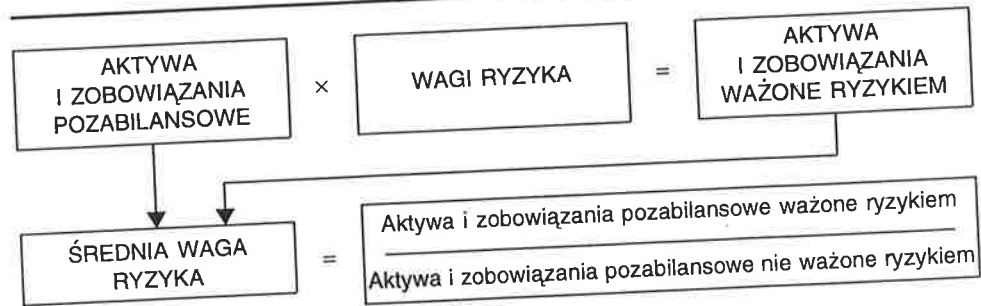 AKTYWA
I ZOBOWIĄZANIA
POZABILANSOWE
×
WAGI RYZYKA
=
AKTYWA
I ZOBOWIĄZANIA
WAŻONE RYZYKIEM
ŚREDNIA WAGA
RYZYKA
=
Aktywa i zobowiązania pozabilansowe ważone ryzykiem
Aktywa i zobowiązania pozabilansowe nie ważone ryzykiem